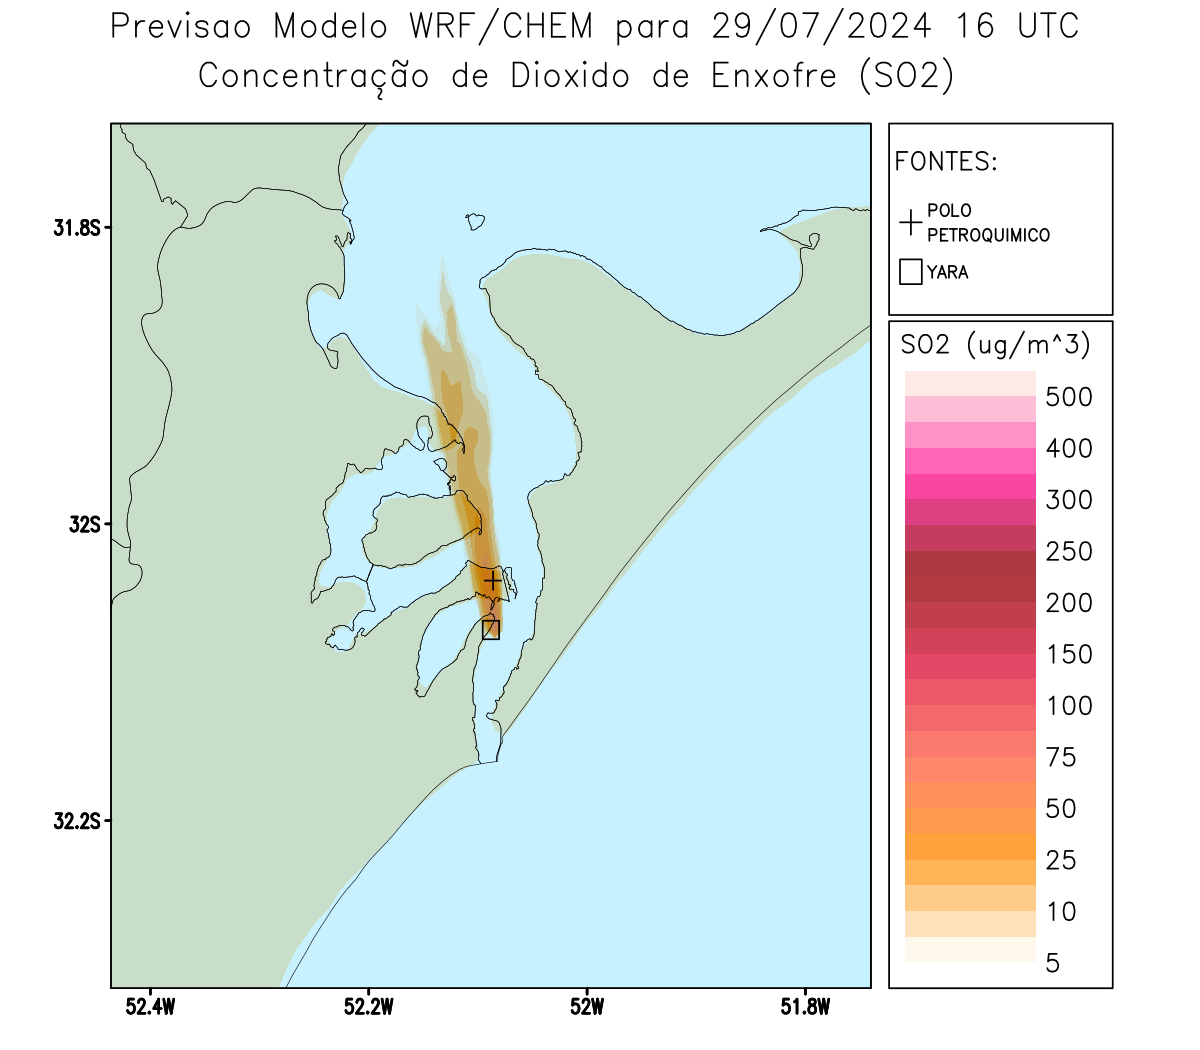 Previsao Modelo WRF/CHEM para 29/07/2024 16 UTC
Concentração de Dioxido de Enxofre (SO2)
FONTES:
POLO
PETROQUIMICO
YARA
31.8S
32S
32.2S
52.4W
52.2W
52W
51.8W
SO2 (ug/m^3)
500
400
300
250
200
150
100
75
50
25
10
5